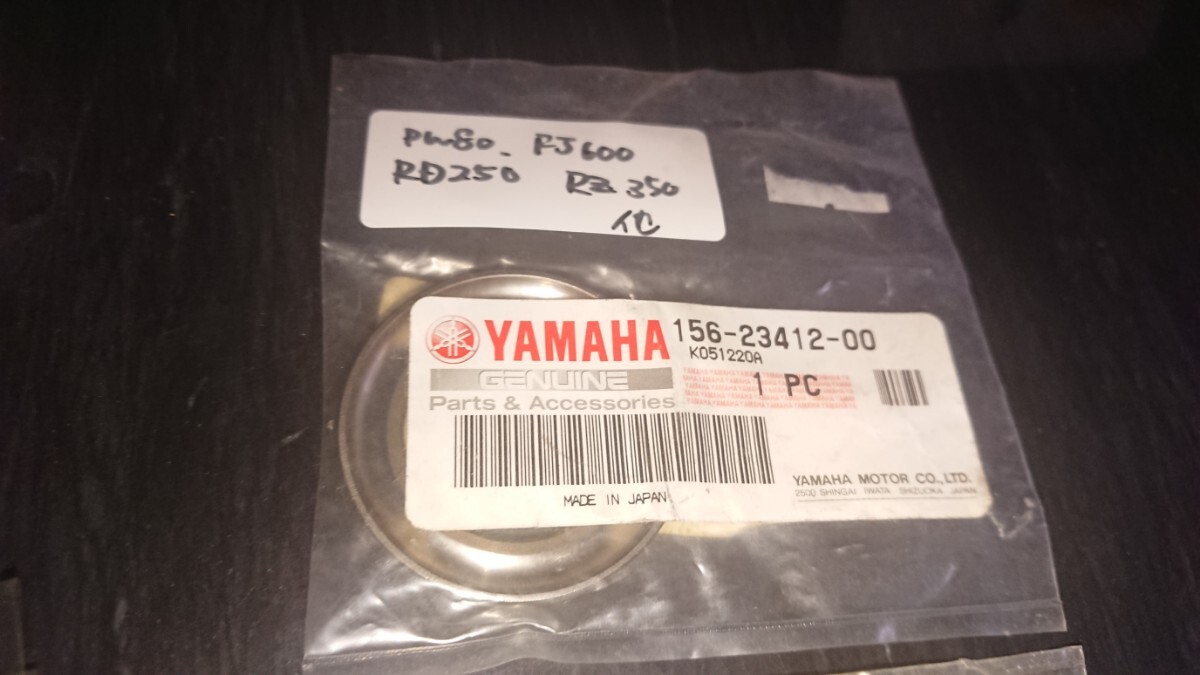 PW80. FJ600
RD250 RZ350
他
YAMAHA
GENUINE
Parts & Accessories
156-23412-00
K051220A
1 PC
MADE IN JAPAN
YAMAHA MOTOR CO., LTD.
2500 SHINGAI IWATA SHIZUOKA JAPAN